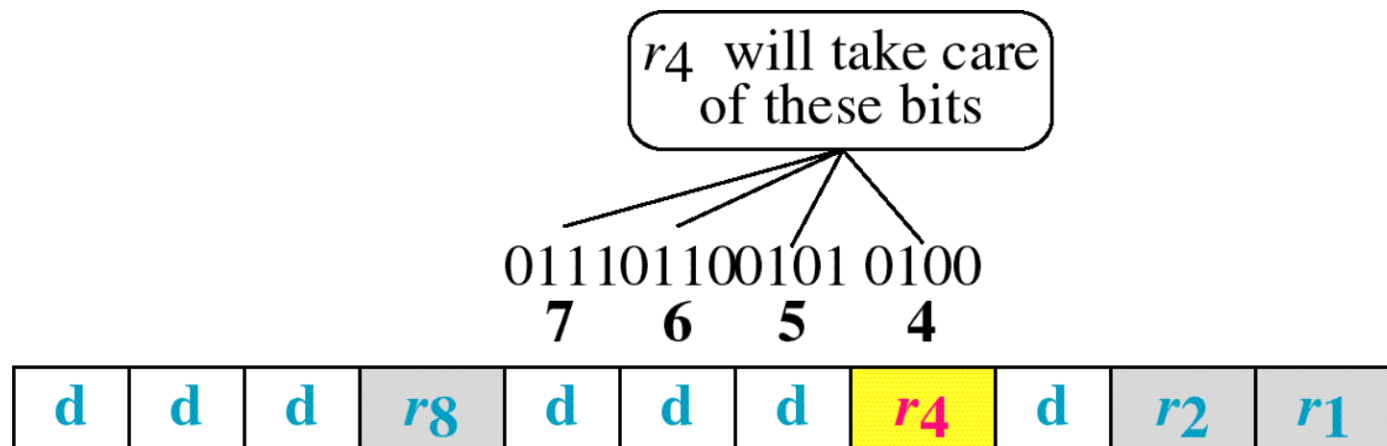 r4 will take care
of these bits
0111 0110 0101 0100
7 6 5 4
d d d r8 d d d r4 d r2 r1